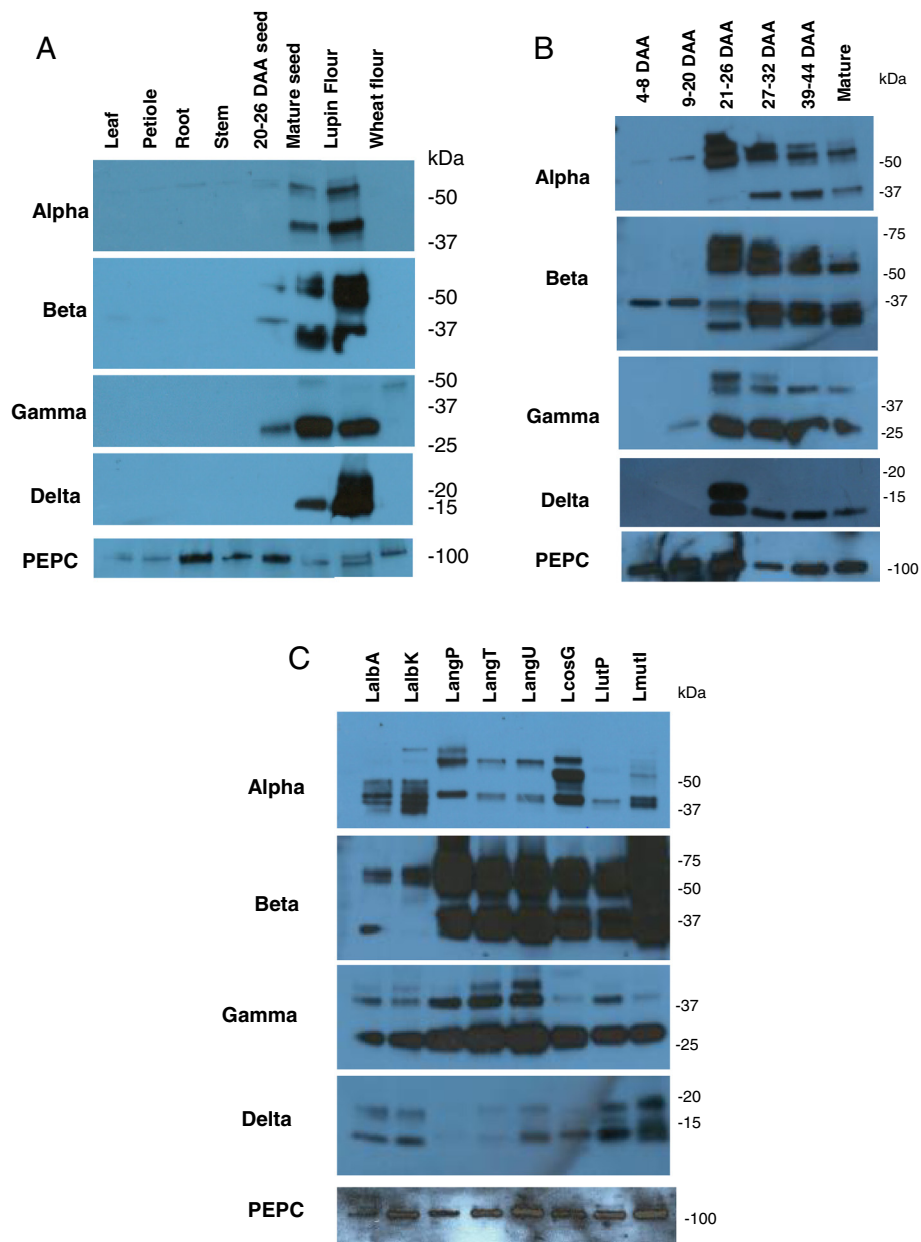 A
Leaf
Petiole
Root
Stem
20-26 DAA seed
Mature seed
Lupin Flour
Wheat flour
kDa
Alpha
-50
-37
Beta
-50
-37
Gamma
-50
-37
-25
Delta
-20
-15
PEPC
-100
B
4-8 DAA
9-20 DAA
21-26 DAA
27-32 DAA
39-44 DAA
Mature
kDa
Alpha
-50
-37
Beta
-75
-50
-37
Gamma
-37
-25
Delta
-20
-15
PEPC
-100
C
LalbA
LalbK
LangP
LangT
LangU
LcosG
LlutP
LmutI
kDa
Alpha
-50
-37
Beta
-75
-50
-37
Gamma
-37
-25
Delta
-20
-15
PEPC
-100